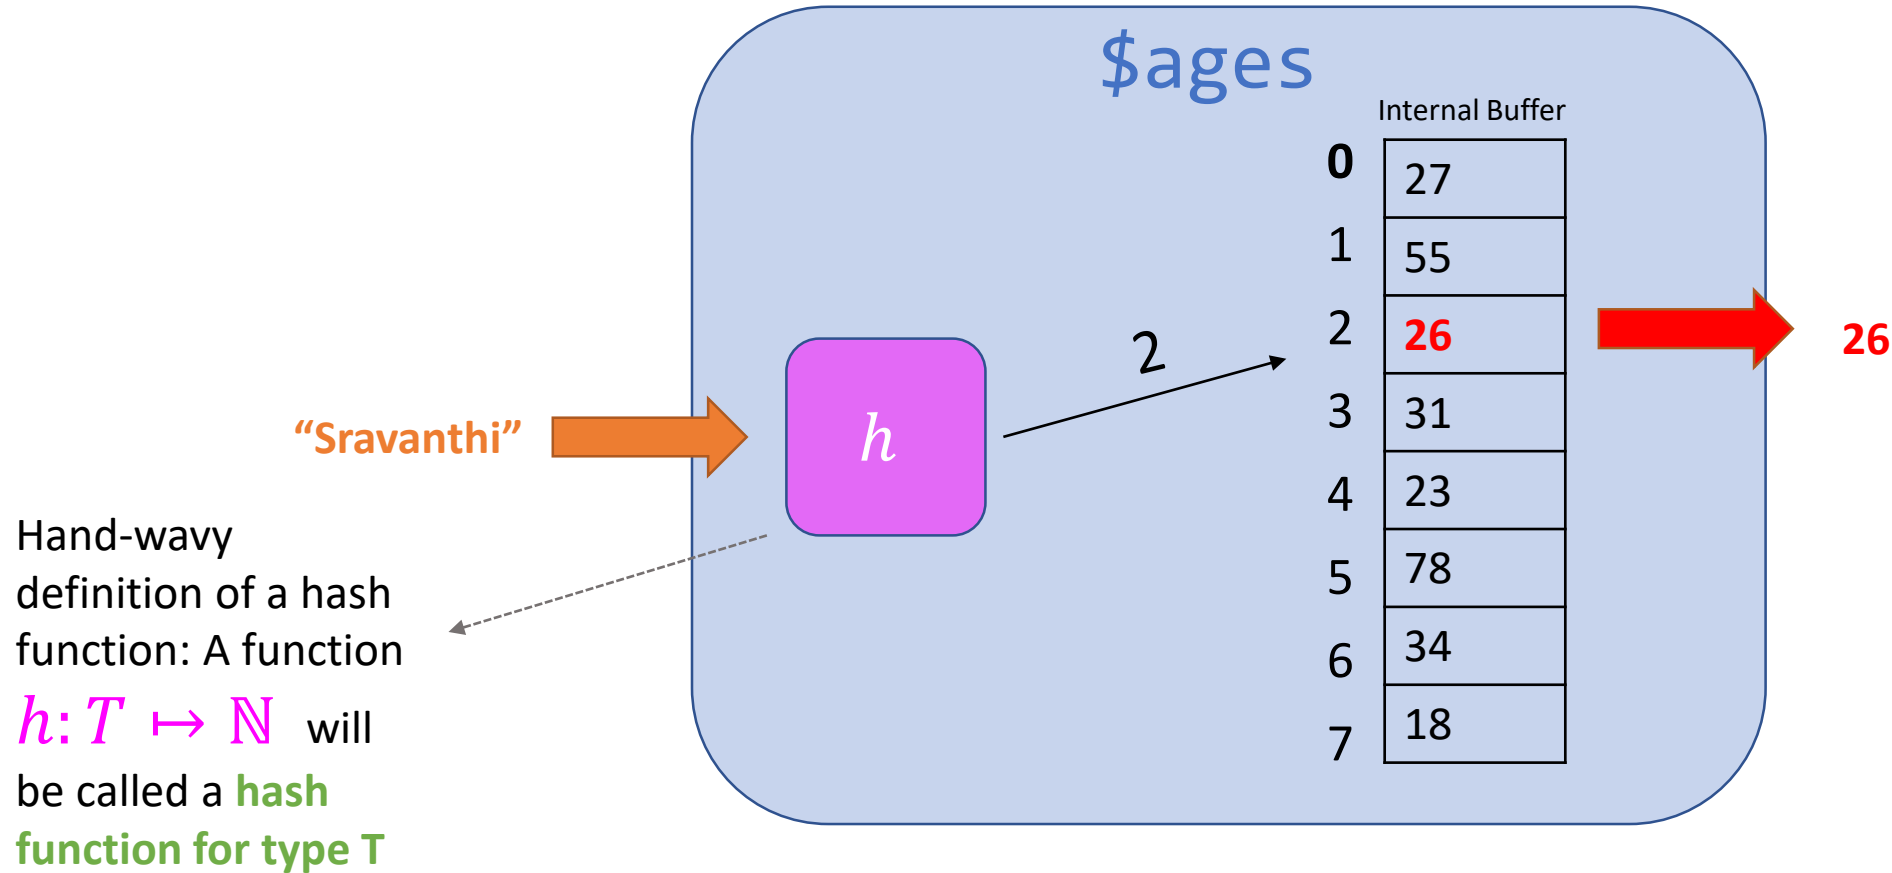 $ages
Internal Buffer
0 27
1 55
2 26
3 31
4 23
5 78
6 34
7 18
26
2
“Sravanthi”
h
Hand-wavy
definition of a hash
function: A function
h: T ↦ ℕ will
be called a hash
function for type T